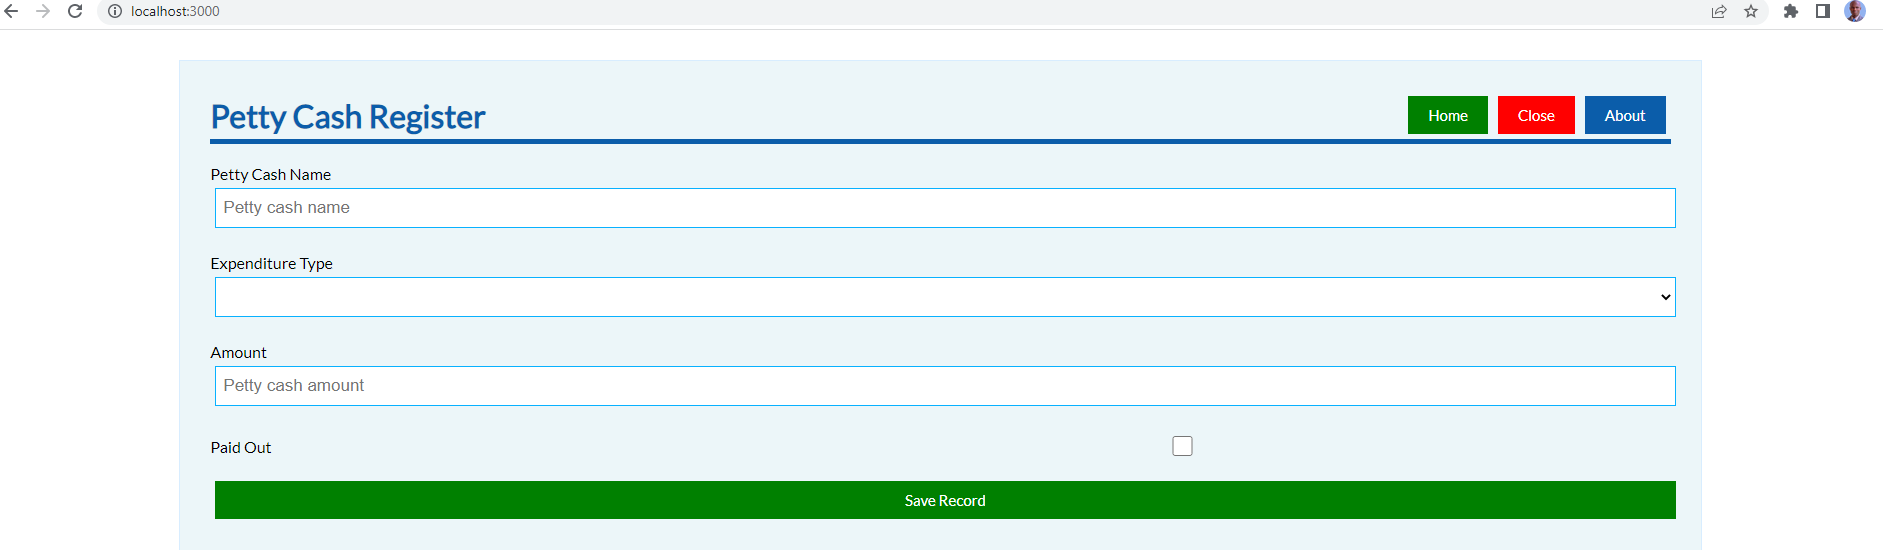 localhost:3000
Petty Cash Register
Home Close About
Petty Cash Name
Petty cash name
Expenditure Type
Amount
Petty cash amount
Paid Out
Save Record